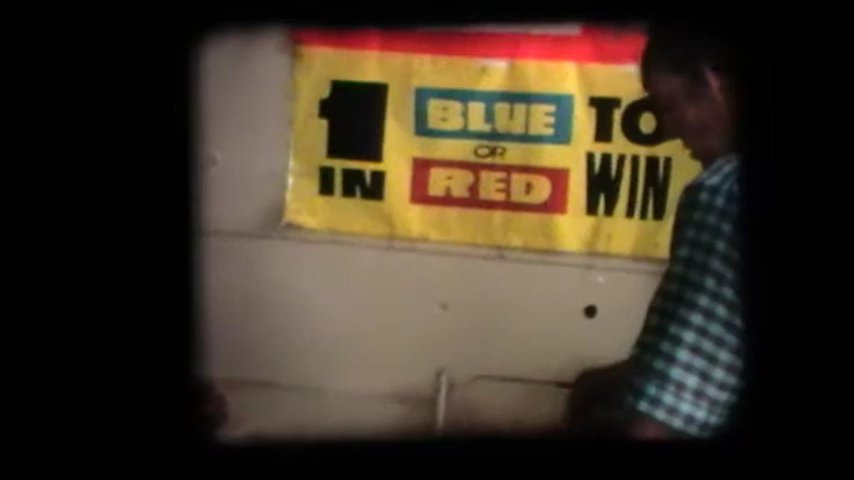 1 IN
BLUE
OR
RED
TO
WIN